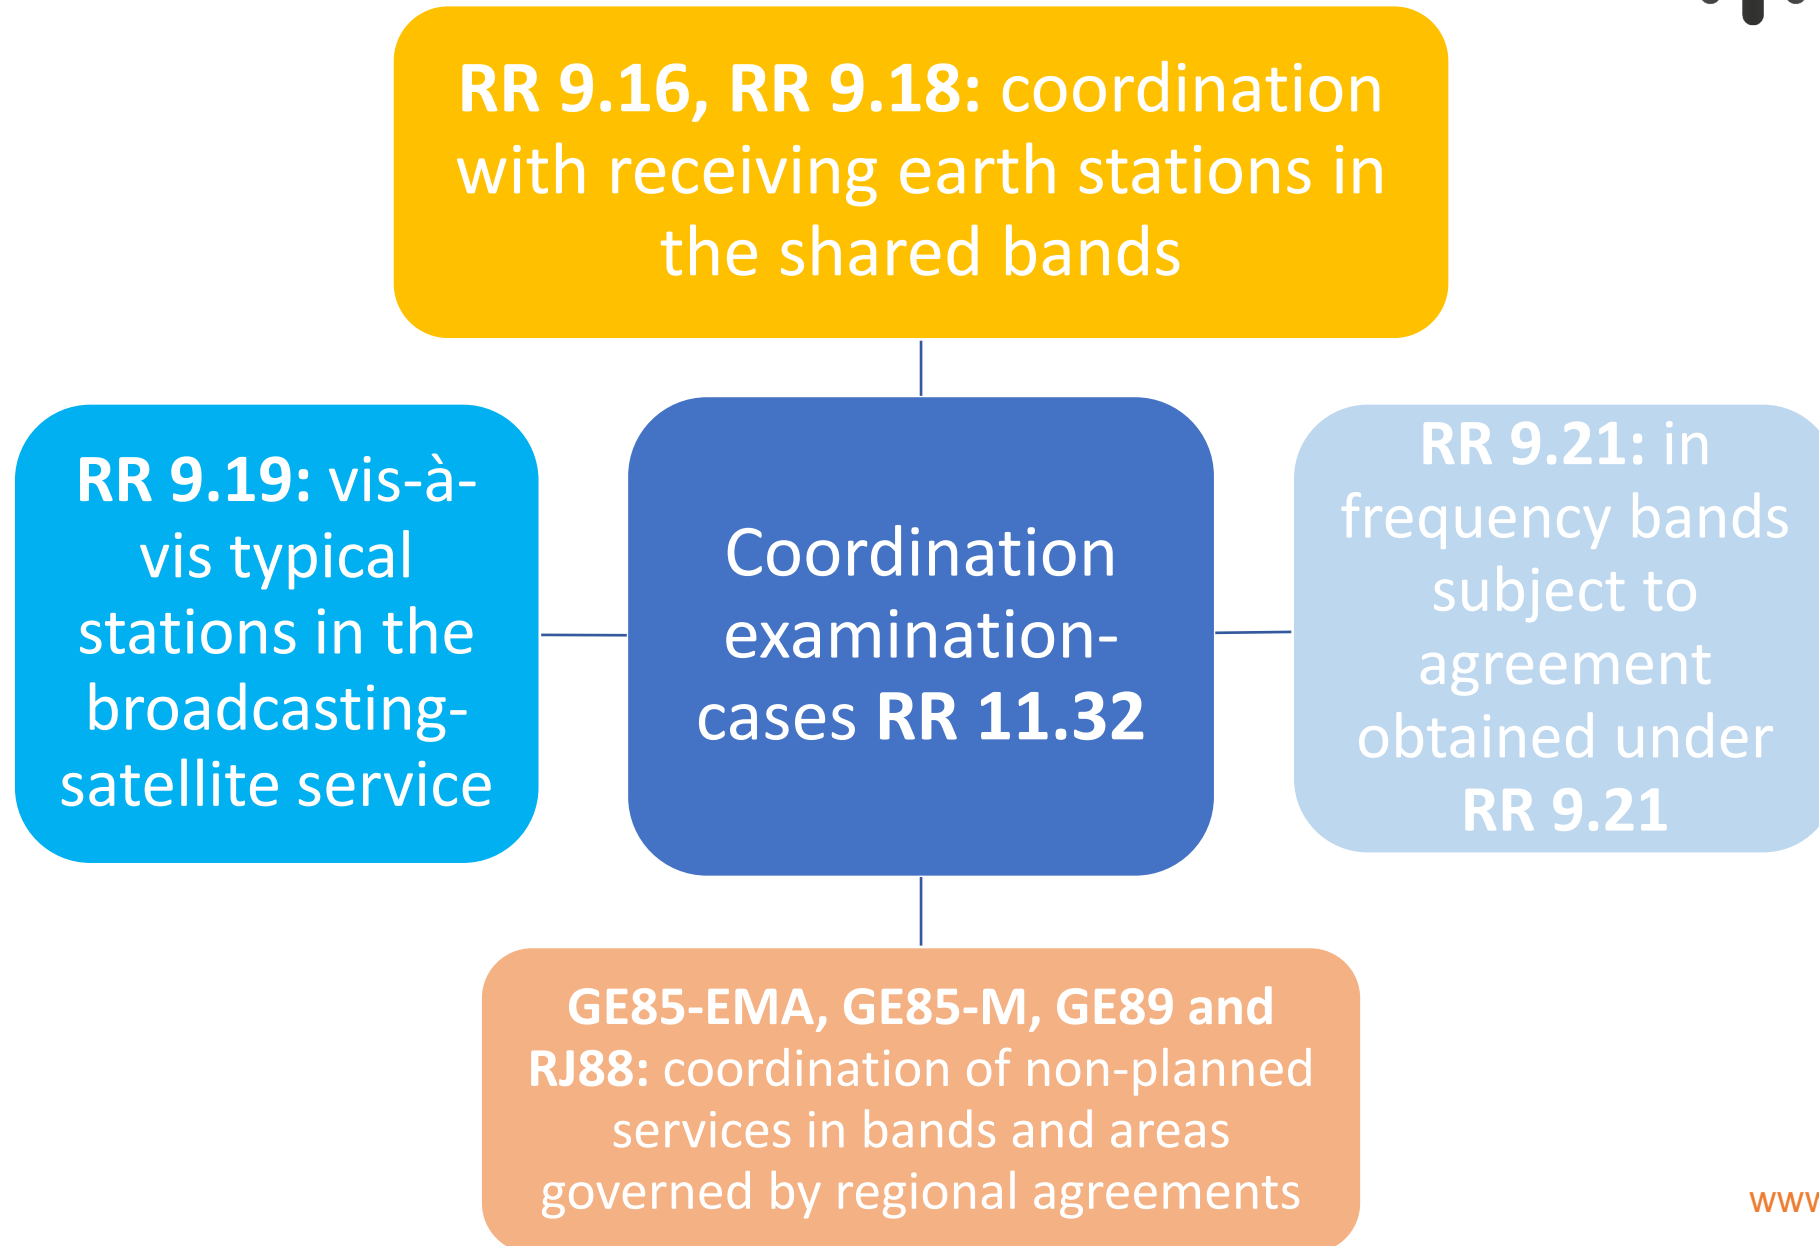 RR 9.16, RR 9.18: coordination
with receiving earth stations in
the shared bands
RR 9.19: vis-à-
vis typical
stations in the
broadcasting-
satellite service
Coordination
examination-
cases RR 11.32
RR 9.21: in
frequency bands
subject to
agreement
obtained under
RR 9.21
GE85-EMA, GE85-M, GE89 and
RJ88: coordination of non-planned
services in bands and areas
governed by regional agreements
www